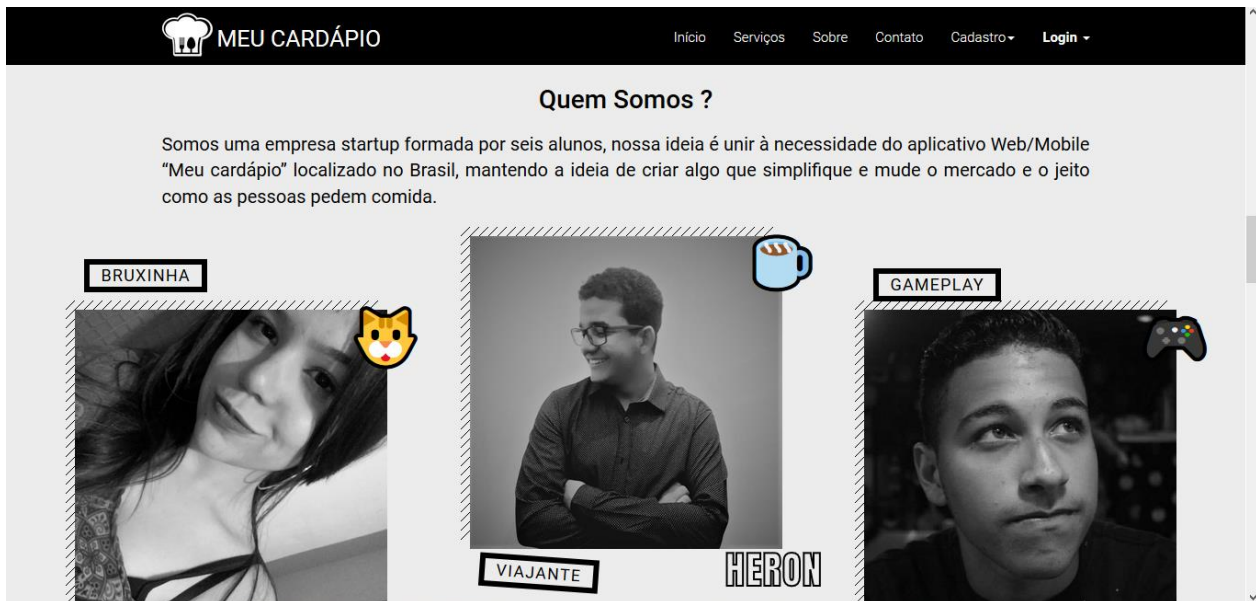 MEU CARDÁPIO
Início Serviços Sobre Contato Cadastro Login
Quem Somos ?
Somos uma empresa startup formada por seis alunos, nossa ideia é unir à necessidade do aplicativo Web/Mobile
“Meu cardápio” localizado no Brasil, mantendo a ideia de criar algo que simplifique e mude o mercado e o jeito
como as pessoas pedem comida.
BRUXINHA
GAMEPLAY
VIAJANTE
HERON